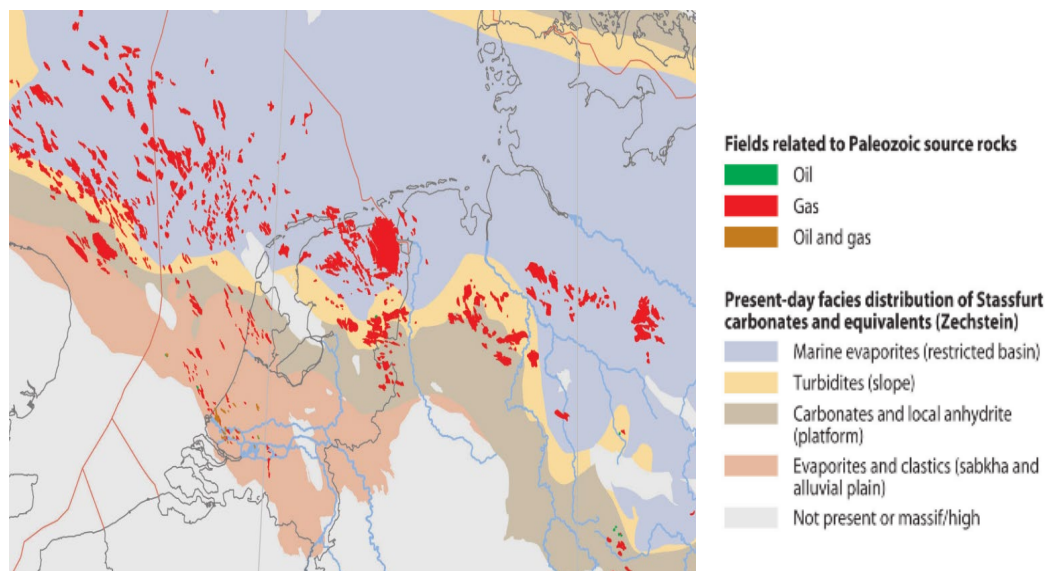 Fields related to Paleozoic source rocks
Oil
Gas
Oil and gas
Present-day facies distribution of Stassfurt
carbonates and equivalents (Zechstein)
Marine evaporites (restricted basin)
Turbidites (slope)
Carbonates and local anhydrite
(platform)
Evaporites and clastics (sabkha and
alluvial plain)
Not present or massif/high